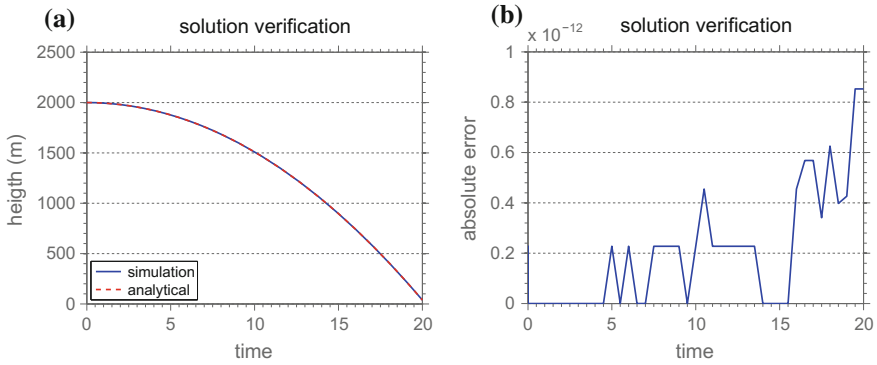 (a)
solution verification
2500
2000
1500
1000
500
0
heigth (m)
simulation
analytical
0 5 10 15 20
time
(b)
solution verification
x 10^-12
1
0.8
0.6
0.4
0.2
0
absolute error
0 5 10 15 20
time